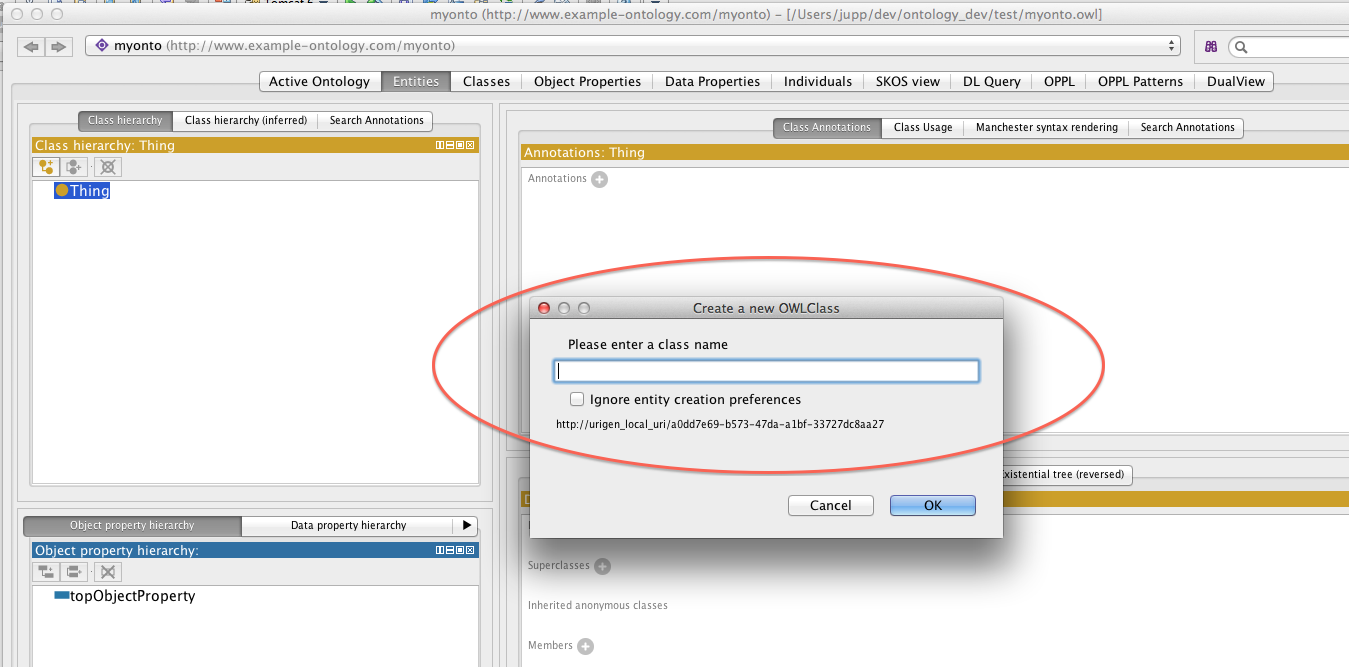 Tomcat 6
myonto (http://www.example-ontology.com/myonto) – [/Users/jupp/dev/ontology_dev/test/myonto.owl]
myonto (http://www.example-ontology.com/myonto)
Active Ontology Entities Classes Object Properties Data Properties Individuals SKOS view DL Query OPPL OPPL Patterns DualView
Class hierarchy Class hierarchy (inferred) Search Annotations
Class hierarchy: Thing
Thing
Class Annotations Class Usage Manchester syntax rendering Search Annotations
Annotations: Thing
Annotations
Create a new OWLClass
Please enter a class name
Ignore entity creation preferences
http://urigen_local_uri/a0dd7e69-b573-47da-a1bf-33727dc8aa27
Cancel OK
xistential tree (reversed)
Superclasses
Inherited anonymous classes
Members
Object property hierarchy Data property hierarchy
Object property hierarchy:
topObjectProperty